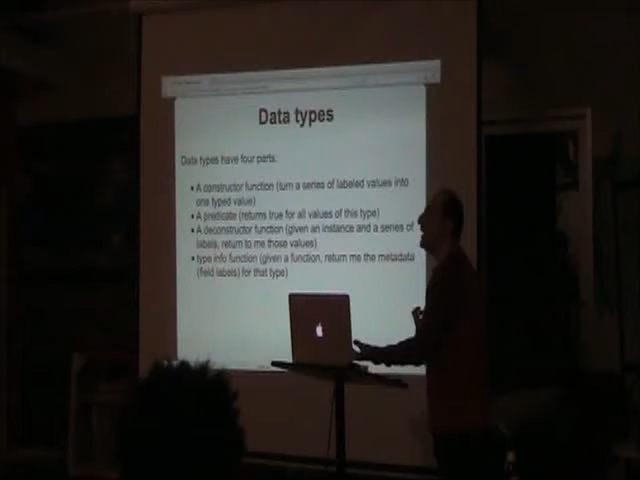 Data types
Data types have four parts:
• A constructor function (turn a series of labeled values into
one typed value)
• A predicate (returns true for all values of this type)
• A deconstructor function (given an instance and a series of
labels, return to me those values)
• type info function (given a function, return me the metadata
(field labels) for that type)